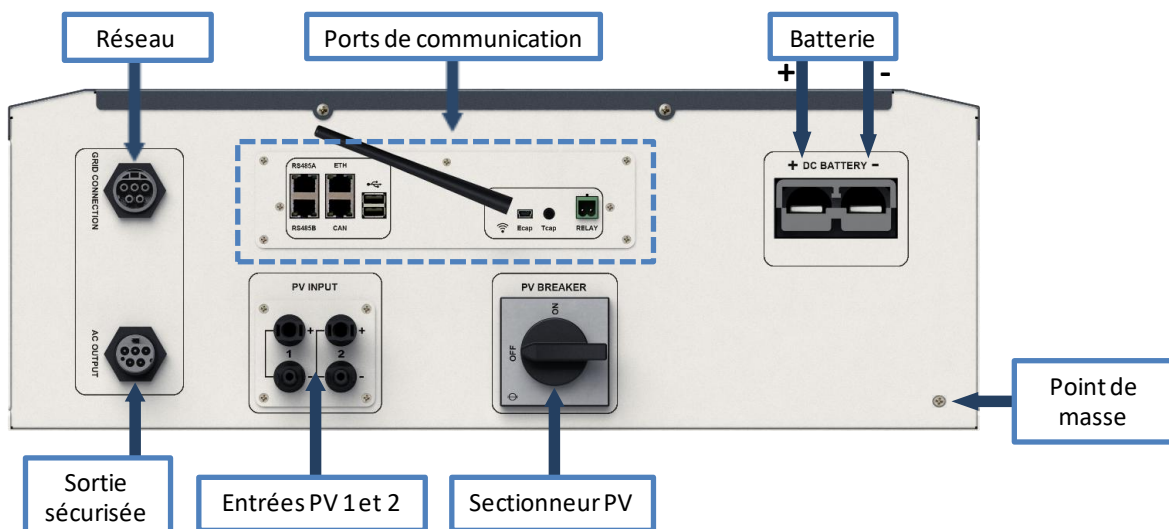 Réseau
Ports de communication
Batterie
+ -
GRID CONNECTION
RS485A ETH
RS485B CAN
Ecap Tcap RELAY
+ DC BATTERY -
AC OUTPUT
PV INPUT
+ +
1 2
- -
PV BREAKER
ON
OFF
Point de
masse
Sortie
sécurisée
Entrées PV 1 et 2
Sectionneur PV